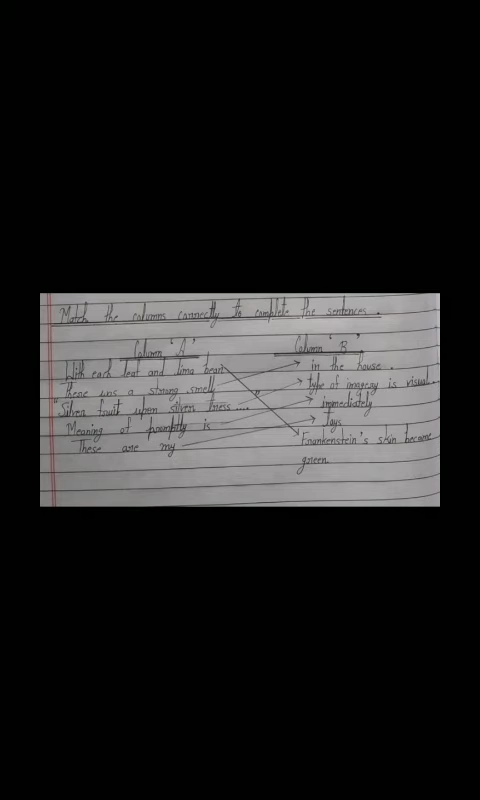 Match the columns correctly to complete the sentences.
Column 'A' Column 'B'
With each leaf and lima bean in the house.
There was a strong smell type of imagery is visual.
"Silver fruit upon silver trees...." immediately
Meaning of promptly is Toys
These are my Frankenstein's skin became
green.